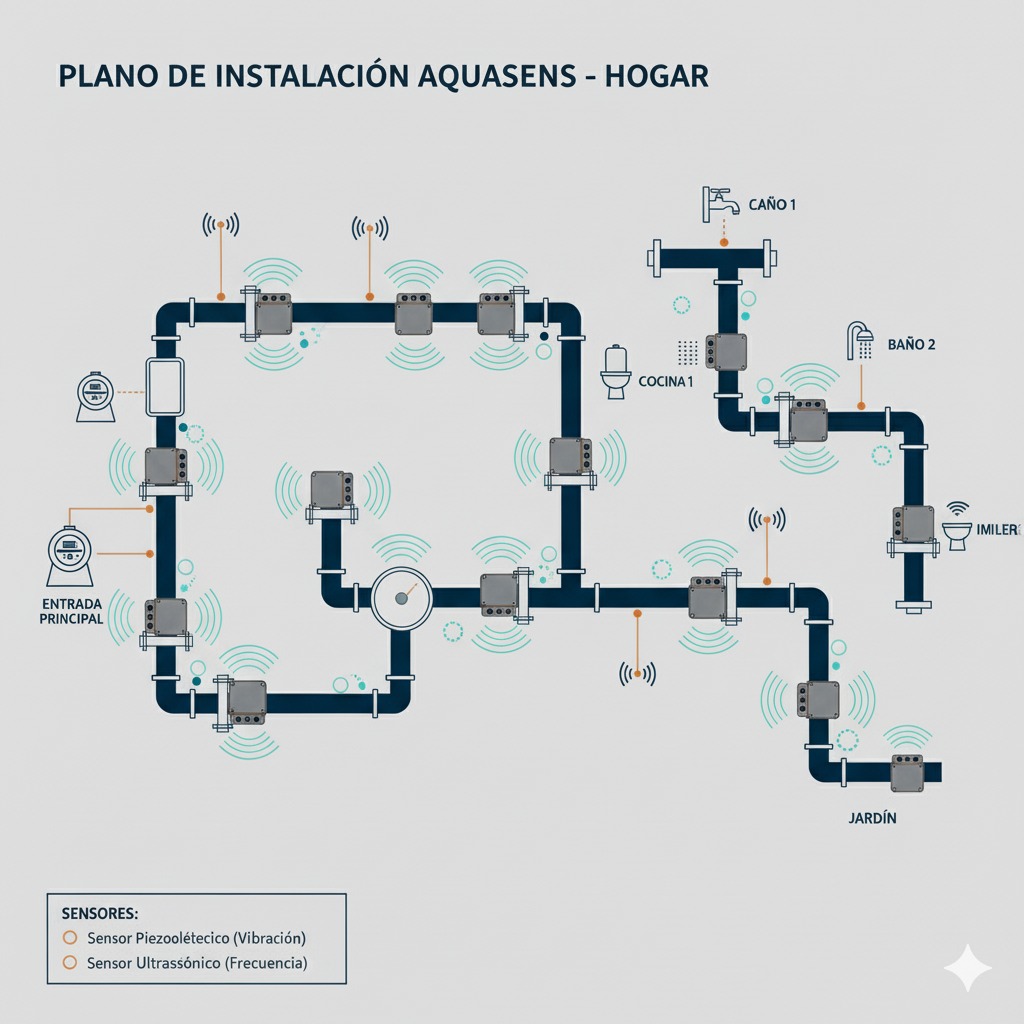 PLANO DE INSTALACIÓN AQUASENS - HOGAR
CAÑO 1
BAÑO 2
COCINA 1
IMILER:
ENTRADA
PRINCIPAL
JARDÍN
SENSORES:
Sensor Piezoolétecico (Vibración)
Sensor Ultrassónico (Frecuencia)